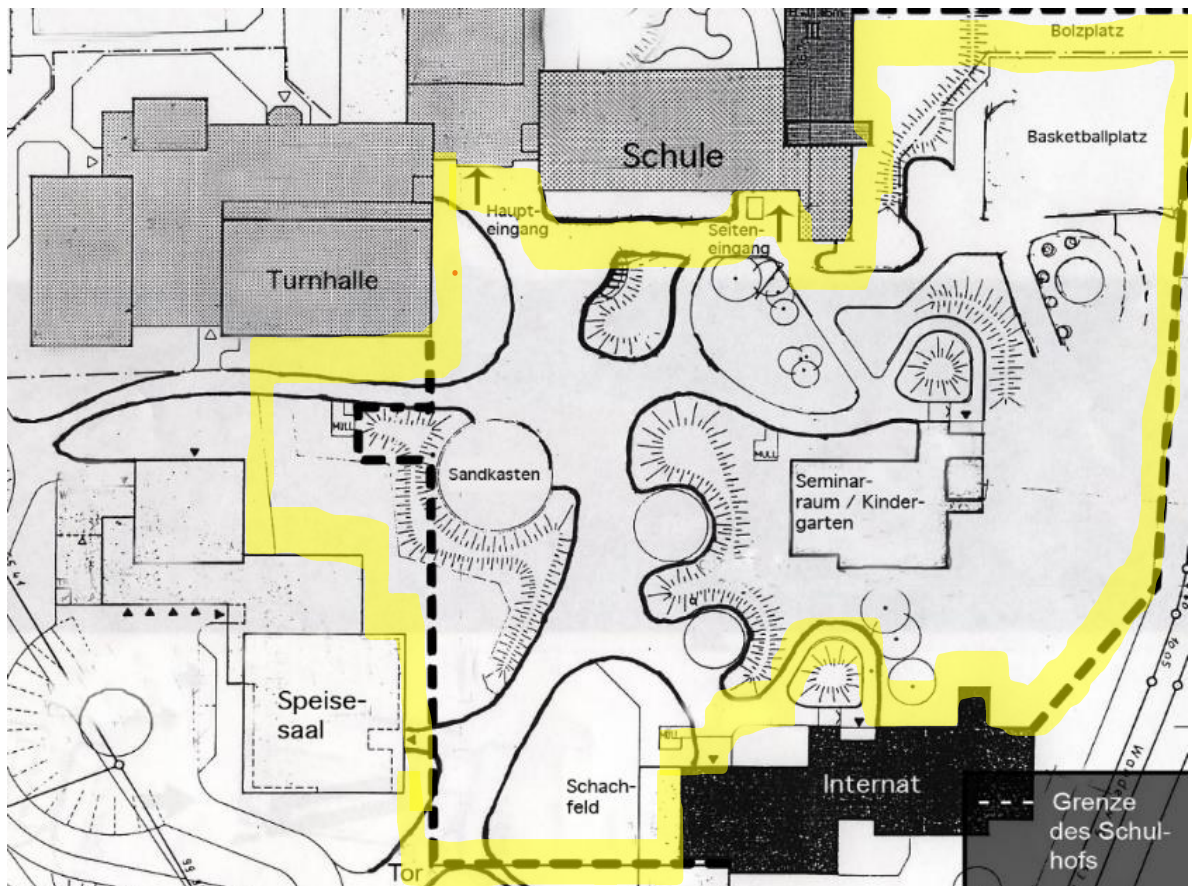 III
Bolzplatz
Basketballplatz
Schule
Haupt-
eingang
Seiten-
eingang
Turnhalle
MÜLL
Sandkasten
MÜLL
Seminar-
raum / Kinder-
garten
Speise-
saal
MÜLL
Schach-
feld
Internat
Tor
Grenze
des Schul-
hofs